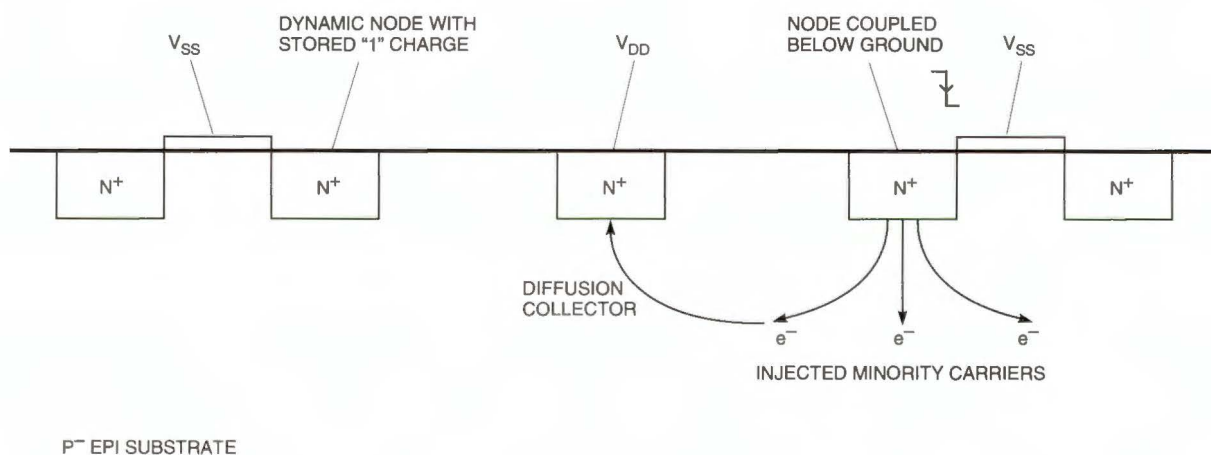 DYNAMIC NODE WITH
STORED “1” CHARGE
NODE COUPLED
BELOW GROUND
V_SS
V_DD
V_SS
N⁺
N⁺
N⁺
N⁺
N⁺
DIFFUSION
COLLECTOR
e⁻
e⁻
e⁻
INJECTED MINORITY CARRIERS
P⁻ EPI SUBSTRATE